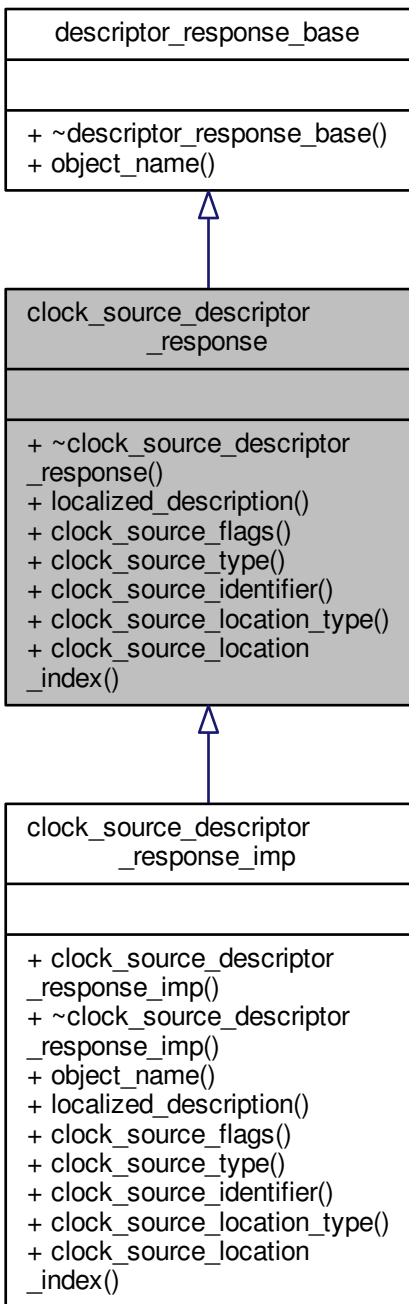 descriptor_response_base
+ ~descriptor_response_base()
+ object_name()
clock_source_descriptor
_response
+ ~clock_source_descriptor
_response()
+ localized_description()
+ clock_source_flags()
+ clock_source_type()
+ clock_source_identifier()
+ clock_source_location_type()
+ clock_source_location
_index()
clock_source_descriptor
_response_imp
+ clock_source_descriptor
_response_imp()
+ ~clock_source_descriptor
_response_imp()
+ object_name()
+ localized_description()
+ clock_source_flags()
+ clock_source_type()
+ clock_source_identifier()
+ clock_source_location_type()
+ clock_source_location
_index()